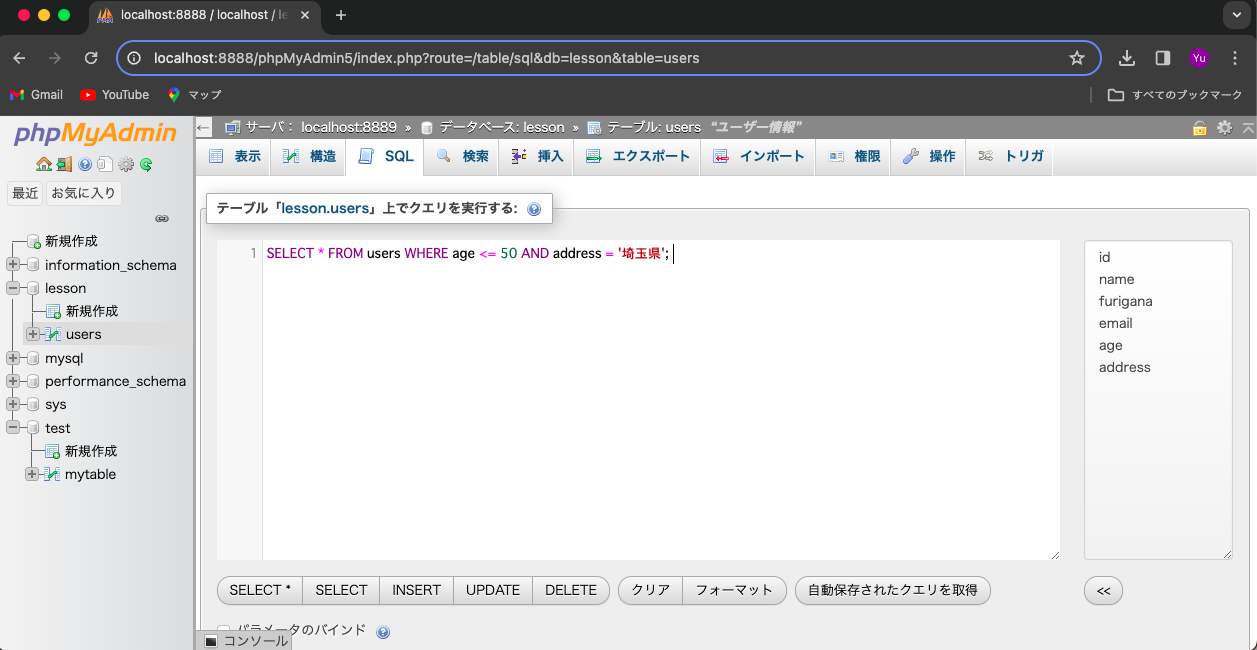 localhost:8888 / localhost / le
localhost:8888/phpMyAdmin5/index.php?route=/table/sql&db=lesson&table=users
Yu
Gmail YouTube マップ すべてのブックマーク
phpMyAdmin
最近 お気に入り
新規作成
information_schema
lesson
新規作成
users
mysql
performance_schema
sys
test
新規作成
mytable
サーバ: localhost:8889 » データベース: lesson » テーブル: users "ユーザー情報"
表示 構造 SQL 検索 挿入 エクスポート インポート 権限 操作 トリガ
テーブル「lesson.users」上でクエリを実行する:
1 SELECT * FROM users WHERE age <= 50 AND address = '埼玉県';
id
name
furigana
email
age
address
SELECT * SELECT INSERT UPDATE DELETE クリア フォーマット 自動保存されたクエリを取得 <<
パラメータのバインド
コンソール